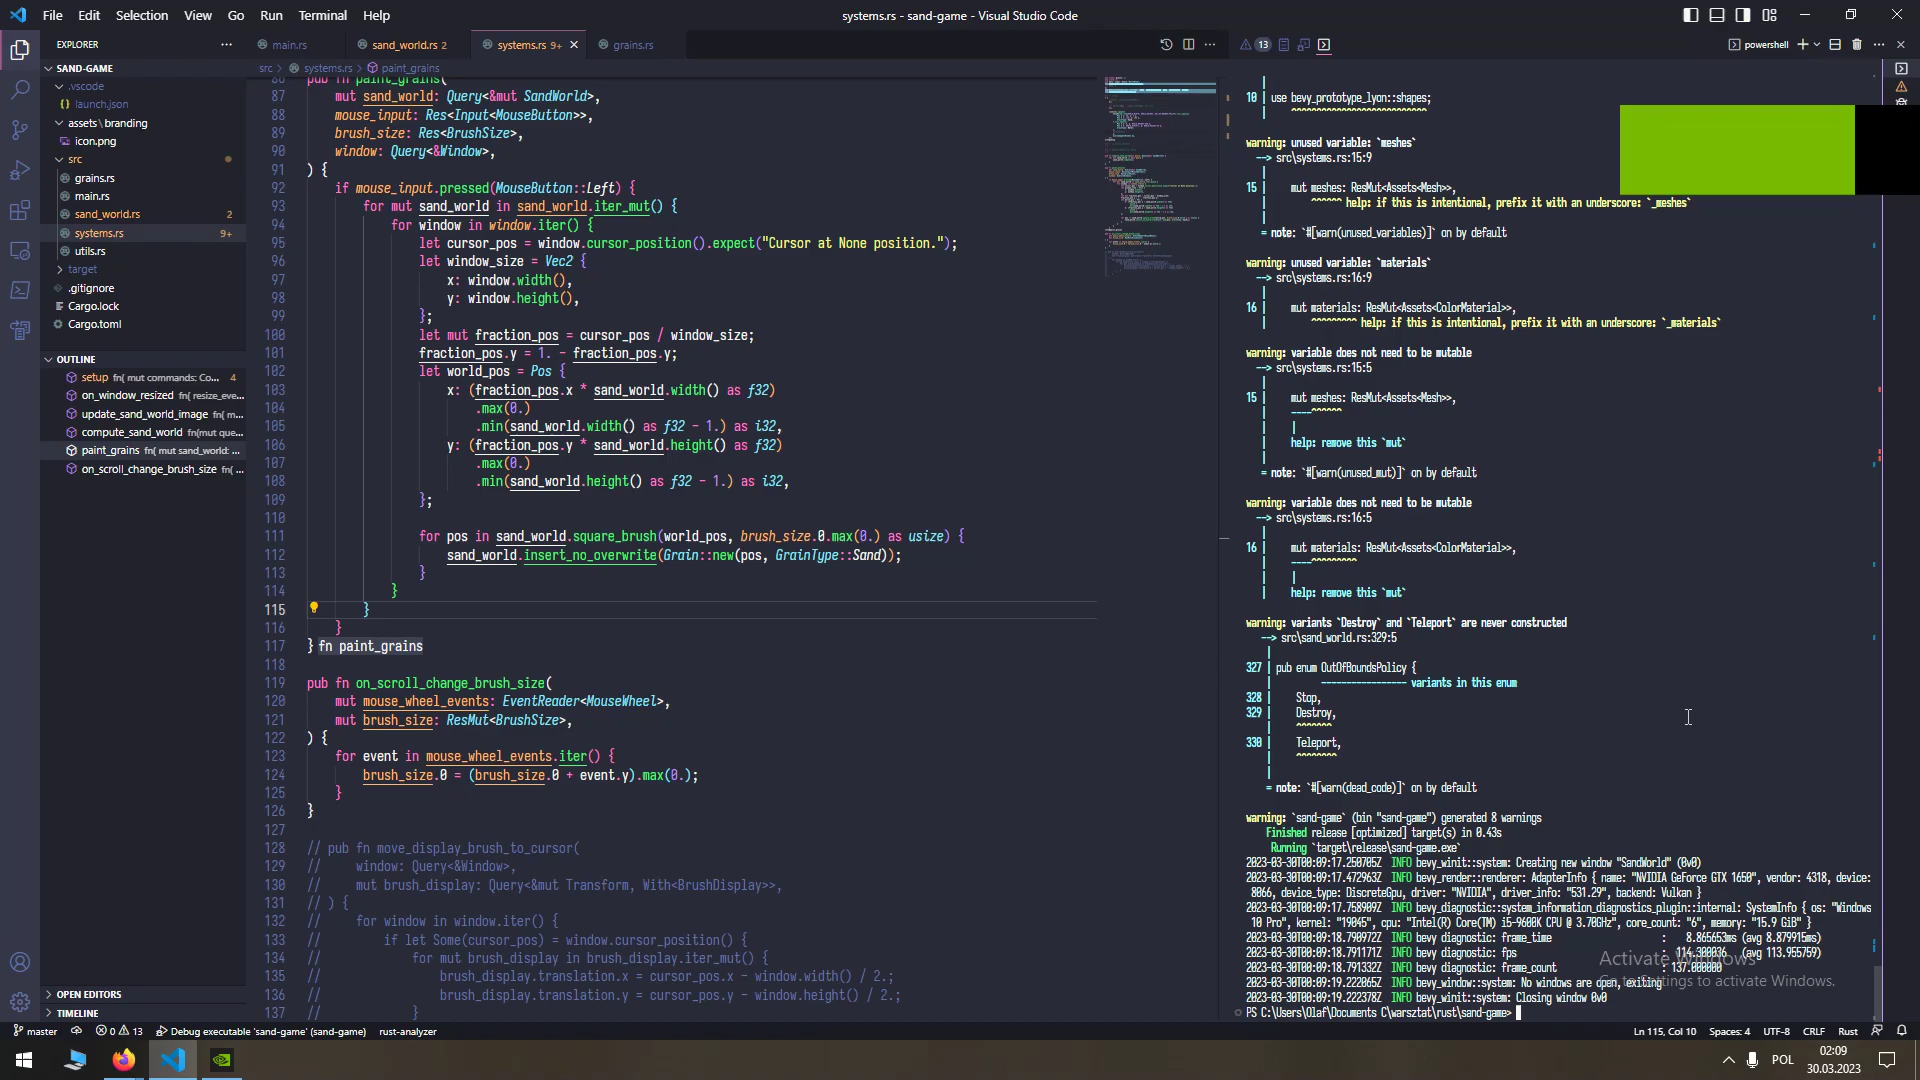 File Edit Selection View Go Run Terminal Help
systems.rs - sand-game - Visual Studio Code
EXPLORER
SAND-GAME
.vscode
launch.json
assets\branding
icon.png
src
grains.rs
main.rs
sand_world.rs 2
systems.rs 9+
utils.rs
target
.gitignore
Cargo.lock
Cargo.toml
OUTLINE
setup fn( mut commands: Co... 4
on_window_resized fn( resize_eve...
update_sand_world_image fn( m...
compute_sand_world fn(mut que...
paint_grains fn( mut sand_world: ...
on_scroll_change_brush_size fn( ...
OPEN EDITORS
TIMELINE
main.rs sand_world.rs 2 systems.rs 9+ grains.rs
src > systems.rs > paint_grains
86 pub fn paint_grains(
87 mut sand_world: Query<&mut SandWorld>,
88 mouse_input: Res<Input<MouseButton>>,
89 brush_size: Res<BrushSize>,
90 window: Query<&Window>,
91 ) {
92 if mouse_input.pressed(MouseButton::Left) {
93 for mut sand_world in sand_world.iter_mut() {
94 for window in window.iter() {
95 let cursor_pos = window.cursor_position().expect("Cursor at None position.");
96 let window_size = Vec2 {
97 x: window.width(),
98 y: window.height(),
99 };
100 let mut fraction_pos = cursor_pos / window_size;
101 fraction_pos.y = 1. - fraction_pos.y;
102 let world_pos = Pos {
103 x: (fraction_pos.x * sand_world.width() as f32)
104 .max(0.)
105 .min(sand_world.width() as f32 - 1.) as i32,
106 y: (fraction_pos.y * sand_world.height() as f32)
107 .max(0.)
108 .min(sand_world.height() as f32 - 1.) as i32,
109 };
110
111 for pos in sand_world.square_brush(world_pos, brush_size.0.max(0.) as usize) {
112 sand_world.insert_no_overwrite(Grain::new(pos, GrainType::Sand));
113 }
114 }
115 }
116 }
117 } fn paint_grains
118
119 pub fn on_scroll_change_brush_size(
120 mut mouse_wheel_events: EventReader<MouseWheel>,
121 mut brush_size: ResMut<BrushSize>,
122 ) {
123 for event in mouse_wheel_events.iter() {
124 brush_size.0 = (brush_size.0 + event.y).max(0.);
125 }
126 }
127
128 // pub fn move_display_brush_to_cursor(
129 // window: Query<&Window>,
130 // mut brush_display: Query<&mut Transform, With<BrushDisplay>>,
131 // ) {
132 // for window in window.iter() {
133 // if let Some(cursor_pos) = window.cursor_position() {
134 // for mut brush_display in brush_display.iter_mut() {
135 // brush_display.translation.x = cursor_pos.x - window.width() / 2.;
136 // brush_display.translation.y = cursor_pos.y - window.height() / 2.;
137 // }
13
powershell
|
10 | use bevy_prototype_lyon::shapes;
| ^^^^^^^^^^^^^^^^^^^^^^^^^^^
warning: unused variable: `meshes`
--> src\systems.rs:15:9
|
15 | mut meshes: ResMut<Assets<Mesh>>,
| ^^^^^^ help: if this is intentional, prefix it with an underscore: `_meshes`
|
= note: `#[warn(unused_variables)]` on by default
warning: unused variable: `materials`
--> src\systems.rs:16:9
|
16 | mut materials: ResMut<Assets<ColorMaterial>>,
| ^^^^^^^^^ help: if this is intentional, prefix it with an underscore: `_materials`
warning: variable does not need to be mutable
--> src\systems.rs:15:5
|
15 | mut meshes: ResMut<Assets<Mesh>>,
| ----^^^^^^
| |
| help: remove this `mut`
|
= note: `#[warn(unused_mut)]` on by default
warning: variable does not need to be mutable
--> src\systems.rs:16:5
|
16 | mut materials: ResMut<Assets<ColorMaterial>>,
| ----^^^^^^^^^
| |
| help: remove this `mut`
warning: variants `Destroy` and `Teleport` are never constructed
--> src\sand_world.rs:329:5
|
327 | pub enum OutOfBoundsPolicy {
| ----------------- variants in this enum
328 | Stop,
329 | Destroy,
| ^^^^^^^
330 | Teleport,
| ^^^^^^^^
|
= note: `#[warn(dead_code)]` on by default
warning: `sand-game` (bin "sand-game") generated 8 warnings
Finished release [optimized] target(s) in 0.43s
Running `target\release\sand-game.exe`
2023-03-30T00:09:17.250705Z INFO bevy_winit::system: Creating new window "SandWorld" (0v0)
2023-03-30T00:09:17.472963Z INFO bevy_render::renderer: AdapterInfo { name: "NVIDIA GeForce GTX 1650", vendor: 4318, device:
8066, device_type: DiscreteGpu, driver: "NVIDIA", driver_info: "531.29", backend: Vulkan }
2023-03-30T00:09:17.758909Z INFO bevy_diagnostic::system_information_diagnostics_plugin::internal: SystemInfo { os: "Windows
10 Pro", kernel: "19045", cpu: "Intel(R) Core(TM) i5-9600K CPU @ 3.70GHz", core_count: "6", memory: "15.9 GiB" }
2023-03-30T00:09:18.790972Z INFO bevy diagnostic: frame_time : 8.865653ms (avg 8.879915ms)
2023-03-30T00:09:18.791171Z INFO bevy diagnostic: fps : 114.300036 (avg 113.955759)
2023-03-30T00:09:18.791332Z INFO bevy diagnostic: frame_count : 137.000000
2023-03-30T00:09:19.222065Z INFO bevy_window::system: No windows are open, exiting
2023-03-30T00:09:19.222378Z INFO bevy_winit::system: Closing window 0v0
PS C:\Users\Olaf\Documents C\warsztat\rust\sand-game>
Activate Windows
Go to Settings to activate Windows.
master 0 13 Debug executable 'sand-game' (sand-game) rust-analyzer
Ln 115, Col 10 Spaces: 4 UTF-8 CRLF Rust
POL
02:09
30.03.2023